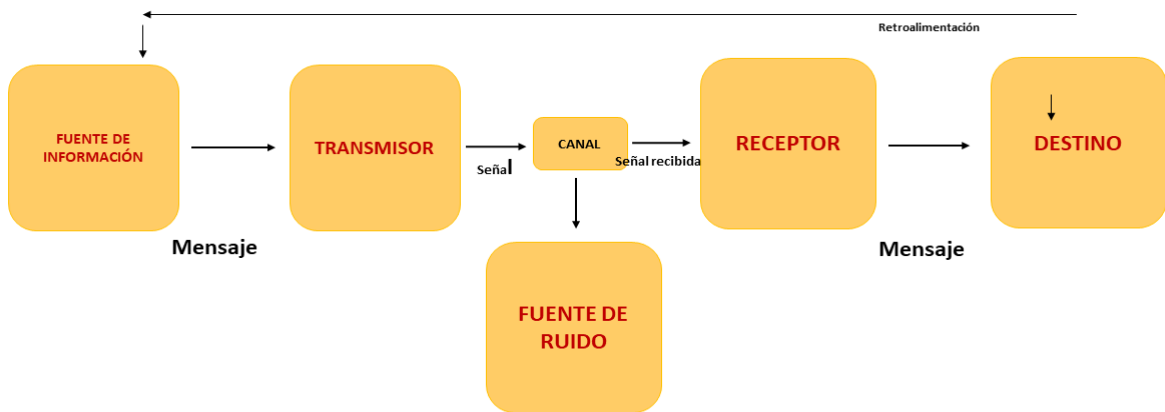 Retroalimentación
FUENTE DE
INFORMACIÓN
TRANSMISOR
Señal
CANAL
Señal recibida
RECEPTOR
DESTINO
Mensaje
Mensaje
FUENTE DE
RUIDO